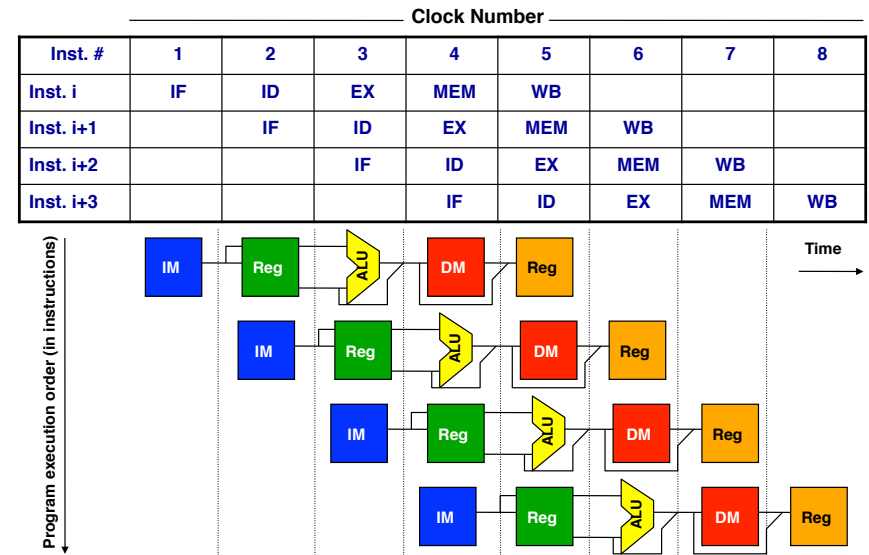 Clock Number
Inst. # 1 2 3 4 5 6 7 8
Inst. i IF ID EX MEM WB
Inst. i+1 IF ID EX MEM WB
Inst. i+2 IF ID EX MEM WB
Inst. i+3 IF ID EX MEM WB
Program execution order (in instructions)
Time
IM Reg ALU DM Reg
IM Reg ALU DM Reg
IM Reg ALU DM Reg
IM Reg ALU DM Reg